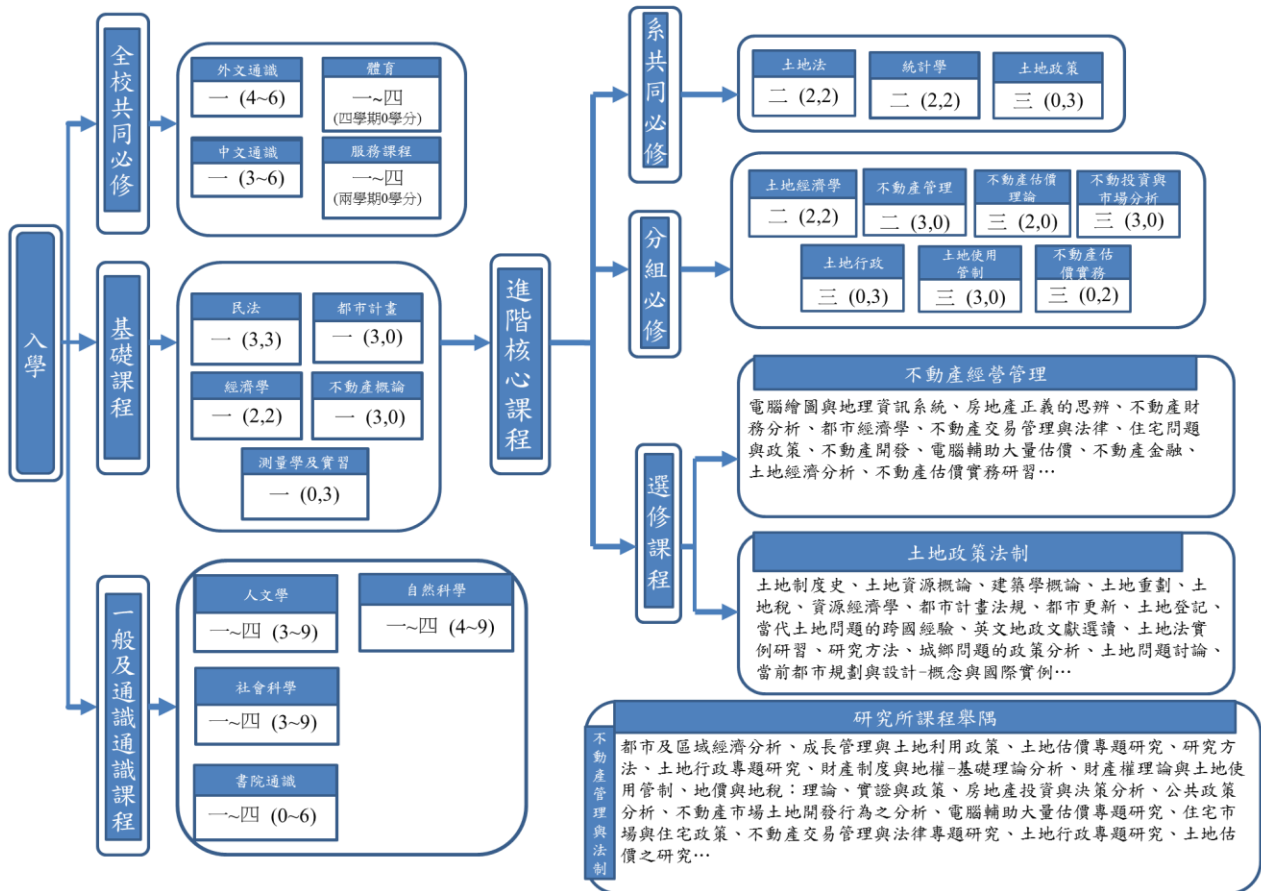 入學
全校共同必修
外文通識
一 (4~6)
體育
一~四
(四學期0學分)
中文通識
一 (3~6)
服務課程
一~四
(兩學期0學分)
基礎課程
民法
一 (3,3)
都市計畫
一 (3,0)
經濟學
一 (2,2)
不動產概論
一 (3,0)
測量學及實習
一 (0,3)
一般及通識通識課程
人文學
一~四 (3~9)
自然科學
一~四 (4~9)
社會科學
一~四 (3~9)
書院通識
一~四 (0~6)
進階核心課程
系共同必修
土地法
二 (2,2)
統計學
二 (2,2)
土地政策
三 (0,3)
分組必修
土地經濟學
二 (2,2)
不動產管理
二 (3,0)
不動產估價
理論
三 (2,0)
不動投資與
市場分析
三 (3,0)
土地行政
三 (0,3)
土地使用
管制
三 (3,0)
不動產估
價實務
三 (0,2)
選修課程
不動產經營管理
電腦繪圖與地理資訊系統、房地產正義的思辨、不動產財
務分析、都市經濟學、不動產交易管理與法律、住宅問題
與政策、不動產開發、電腦輔助大量估價、不動產金融、
土地經濟分析、不動產估價實務研習…
土地政策法制
土地制度史、土地資源概論、建築學概論、土地重劃、土
地稅、資源經濟學、都市計畫法規、都市更新、土地登記、
當代土地問題的跨國經驗、英文地政文獻選讀、土地法實
例研習、研究方法、城鄉問題的政策分析、土地問題討論、
當前都市規劃與設計-概念與國際實例…
不動產管理與法制
研究所課程舉隅
都市及區域經濟分析、成長管理與土地利用政策、土地估價專題研究、研究方
法、土地行政專題研究、財產制度與地權-基礎理論分析、財產權理論與土地使
用管制、地價與地稅：理論、實證與政策、房地產投資與決策分析、公共政策
分析、不動產市場土地開發行為之分析、電腦輔助大量估價專題研究、住宅市
場與住宅政策、不動產交易管理與法律專題研究、土地行政專題研究、土地估
價之研究…